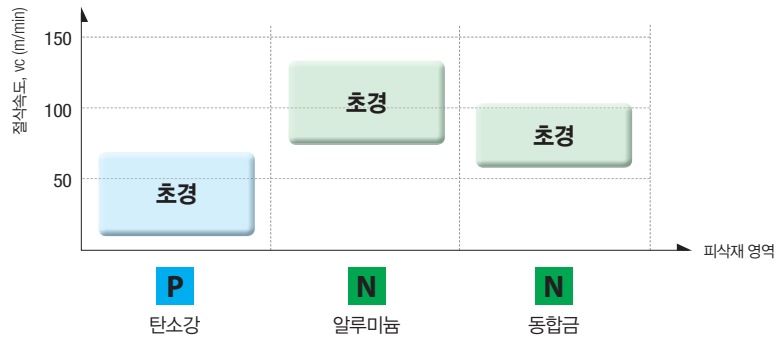 절삭속도, vc (m/min)
150
100
50
초경
초경
초경
피삭재 영역
P
N
N
탄소강
알루미늄
동합금